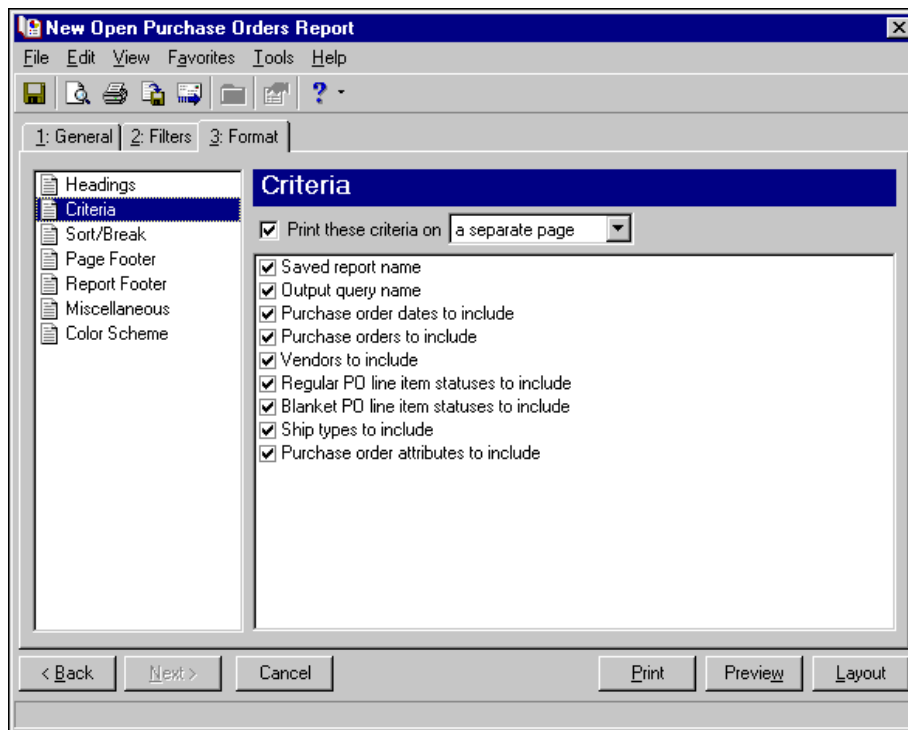 New Open Purchase Orders Report
File Edit View Favorites Tools Help
?
1: General 2: Filters 3: Format
Headings
Criteria
Sort/Break
Page Footer
Report Footer
Miscellaneous
Color Scheme
Criteria
Print these criteria on a separate page
Saved report name
Output query name
Purchase order dates to include
Purchase orders to include
Vendors to include
Regular PO line item statuses to include
Blanket PO line item statuses to include
Ship types to include
Purchase order attributes to include
< Back Next > Cancel Print Preview Layout